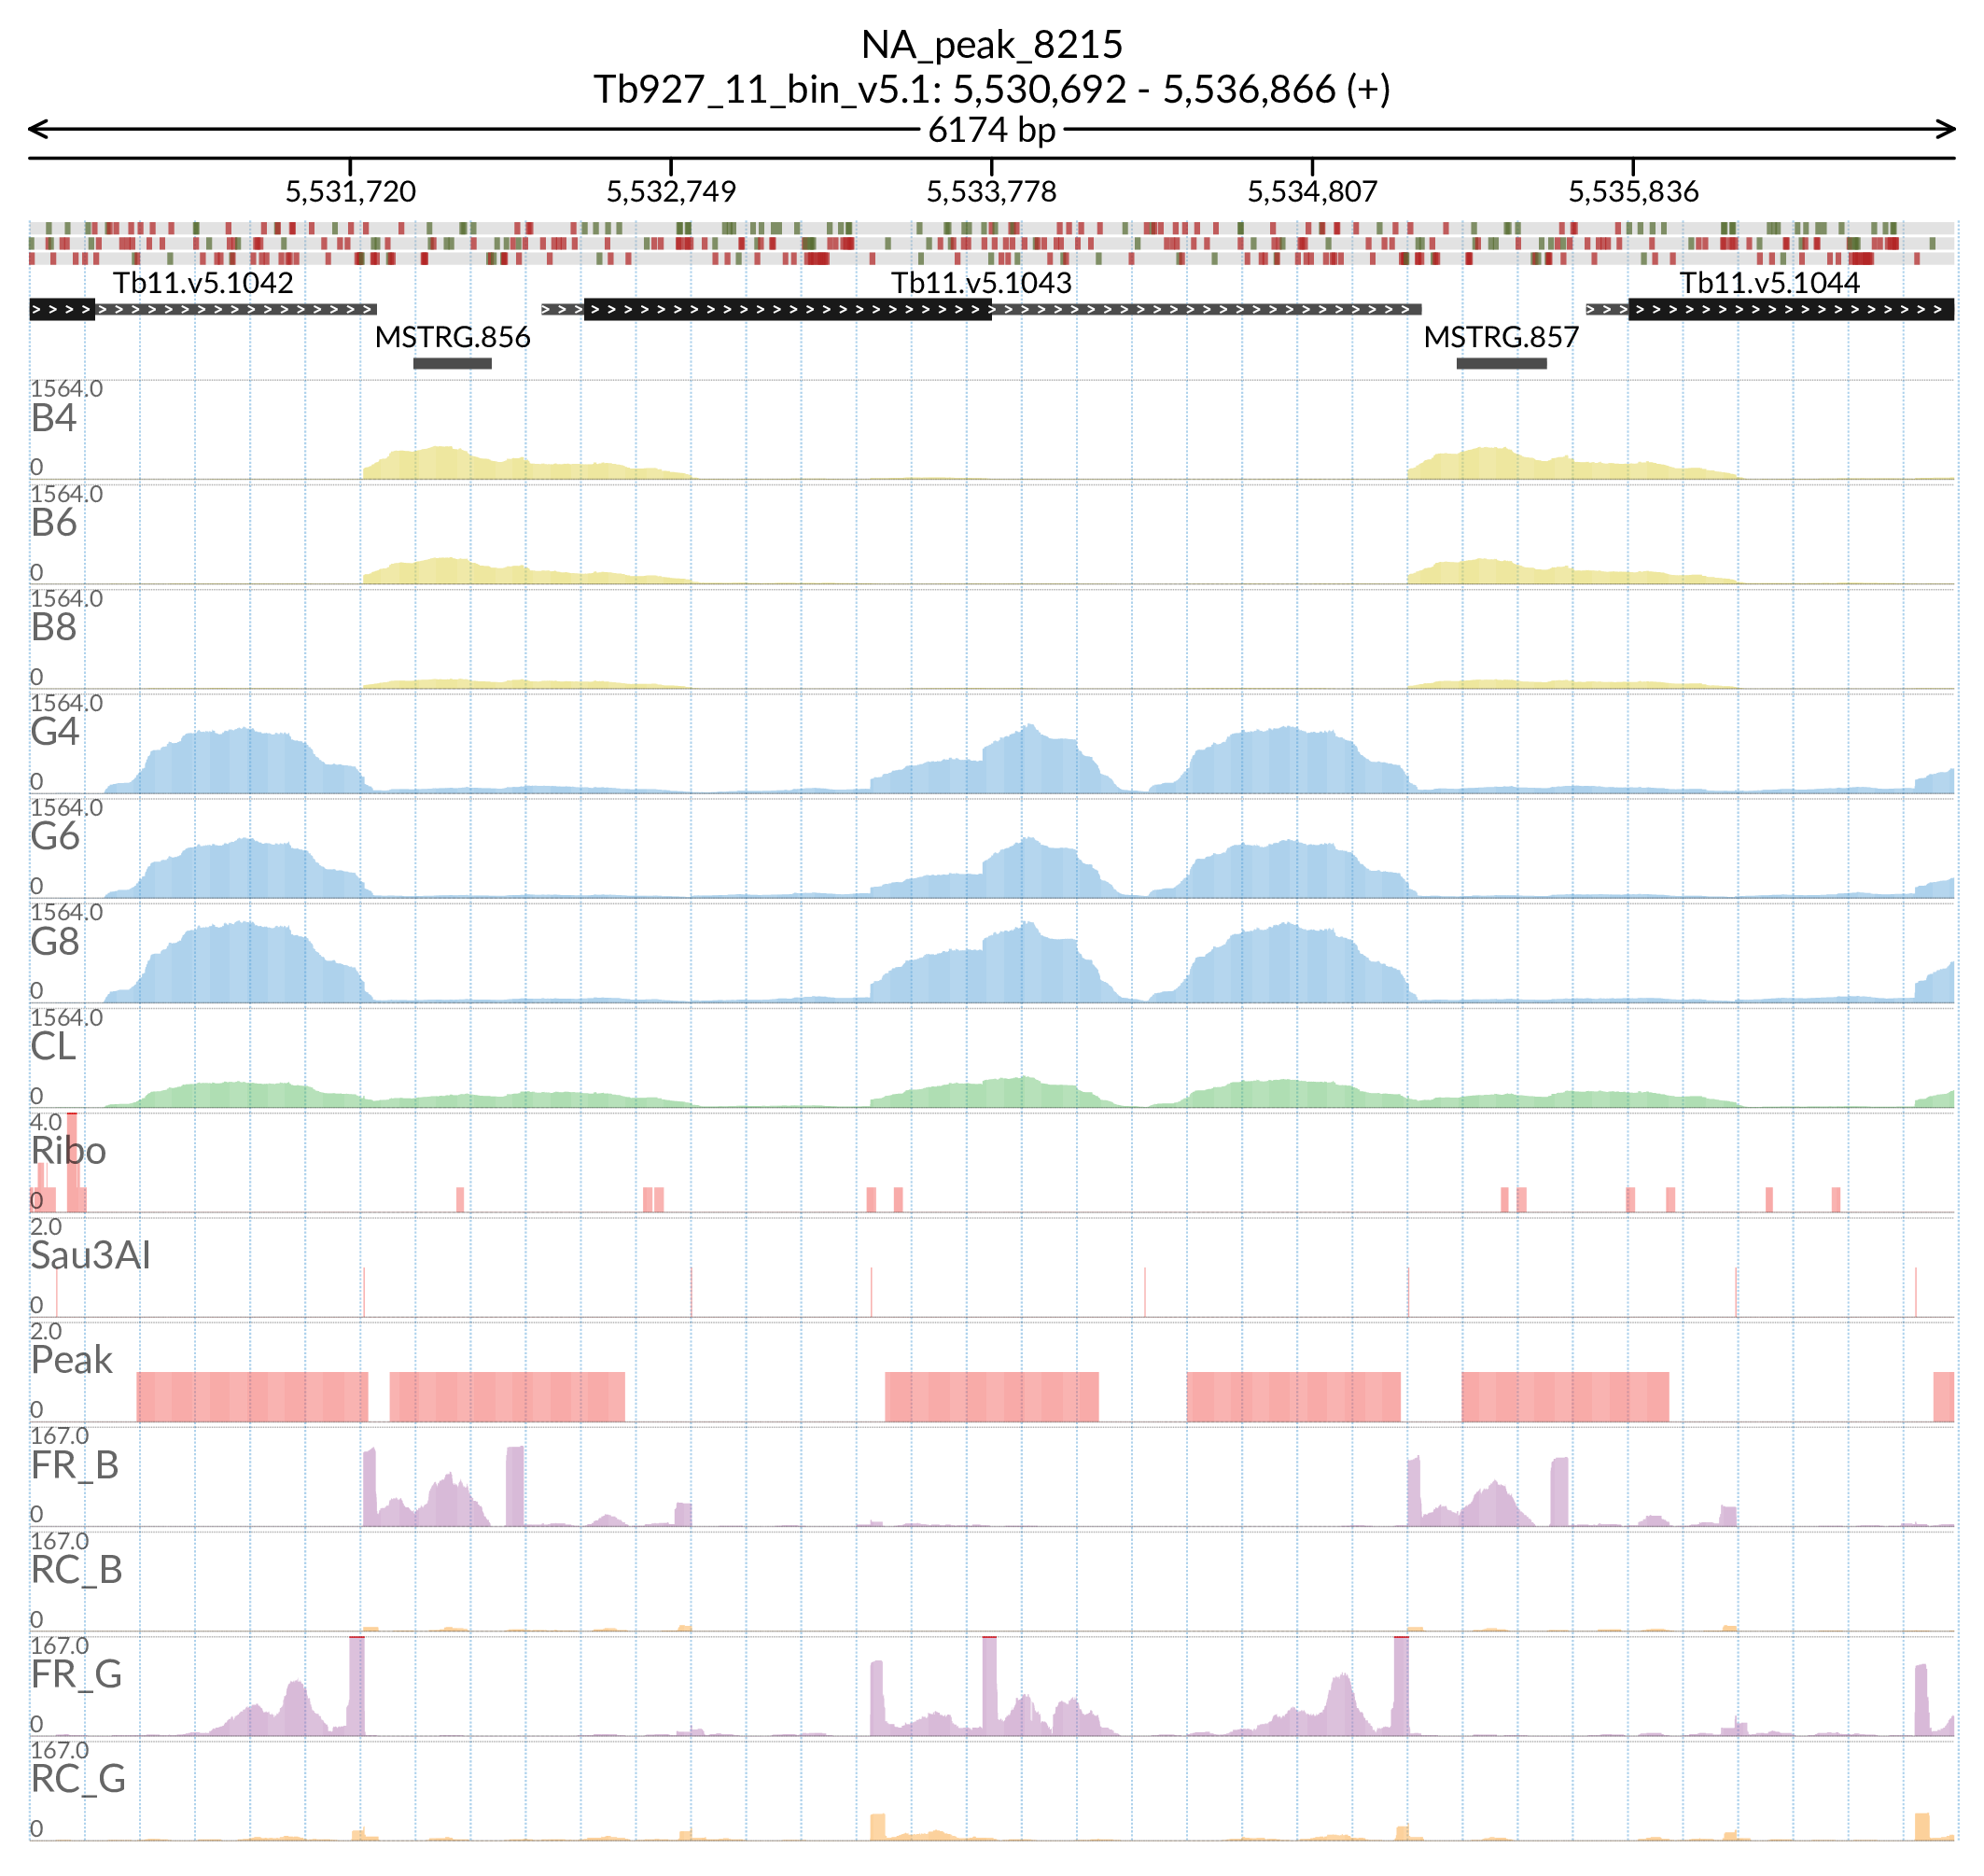 NA_peak_8215
Tb927_11_bin_v5.1: 5,530,692 - 5,536,866 (+)
6174 bp
5,531,720 5,532,749 5,533,778 5,534,807 5,535,836
Tb11.v5.1042 Tb11.v5.1043 Tb11.v5.1044
MSTRG.856 MSTRG.857
1564.0
B4
0
1564.0
B6
0
1564.0
B8
0
1564.0
G4
0
1564.0
G6
0
1564.0
G8
0
1564.0
CL
0
4.0
Ribo
0
2.0
Sau3AI
0
2.0
Peak
0
167.0
FR_B
0
167.0
RC_B
0
167.0
FR_G
0
167.0
RC_G
0